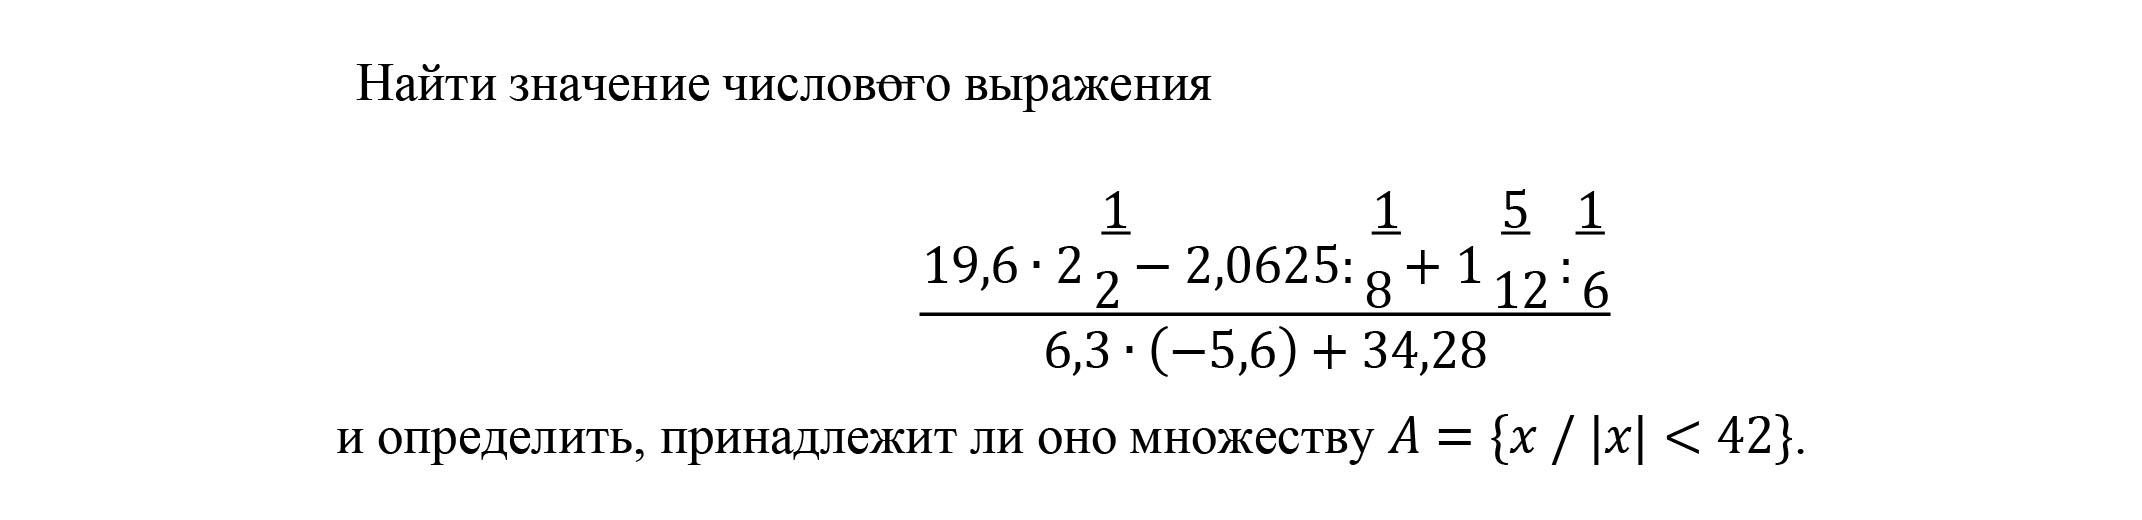 Найти значение числового выражения
1 1 5 1
19,6 · 2 2 − 2,0625: 8 + 1 12 : 6
6,3 · (−5,6) + 34,28
и определить, принадлежит ли оно множеству A = {x / |x| < 42}.